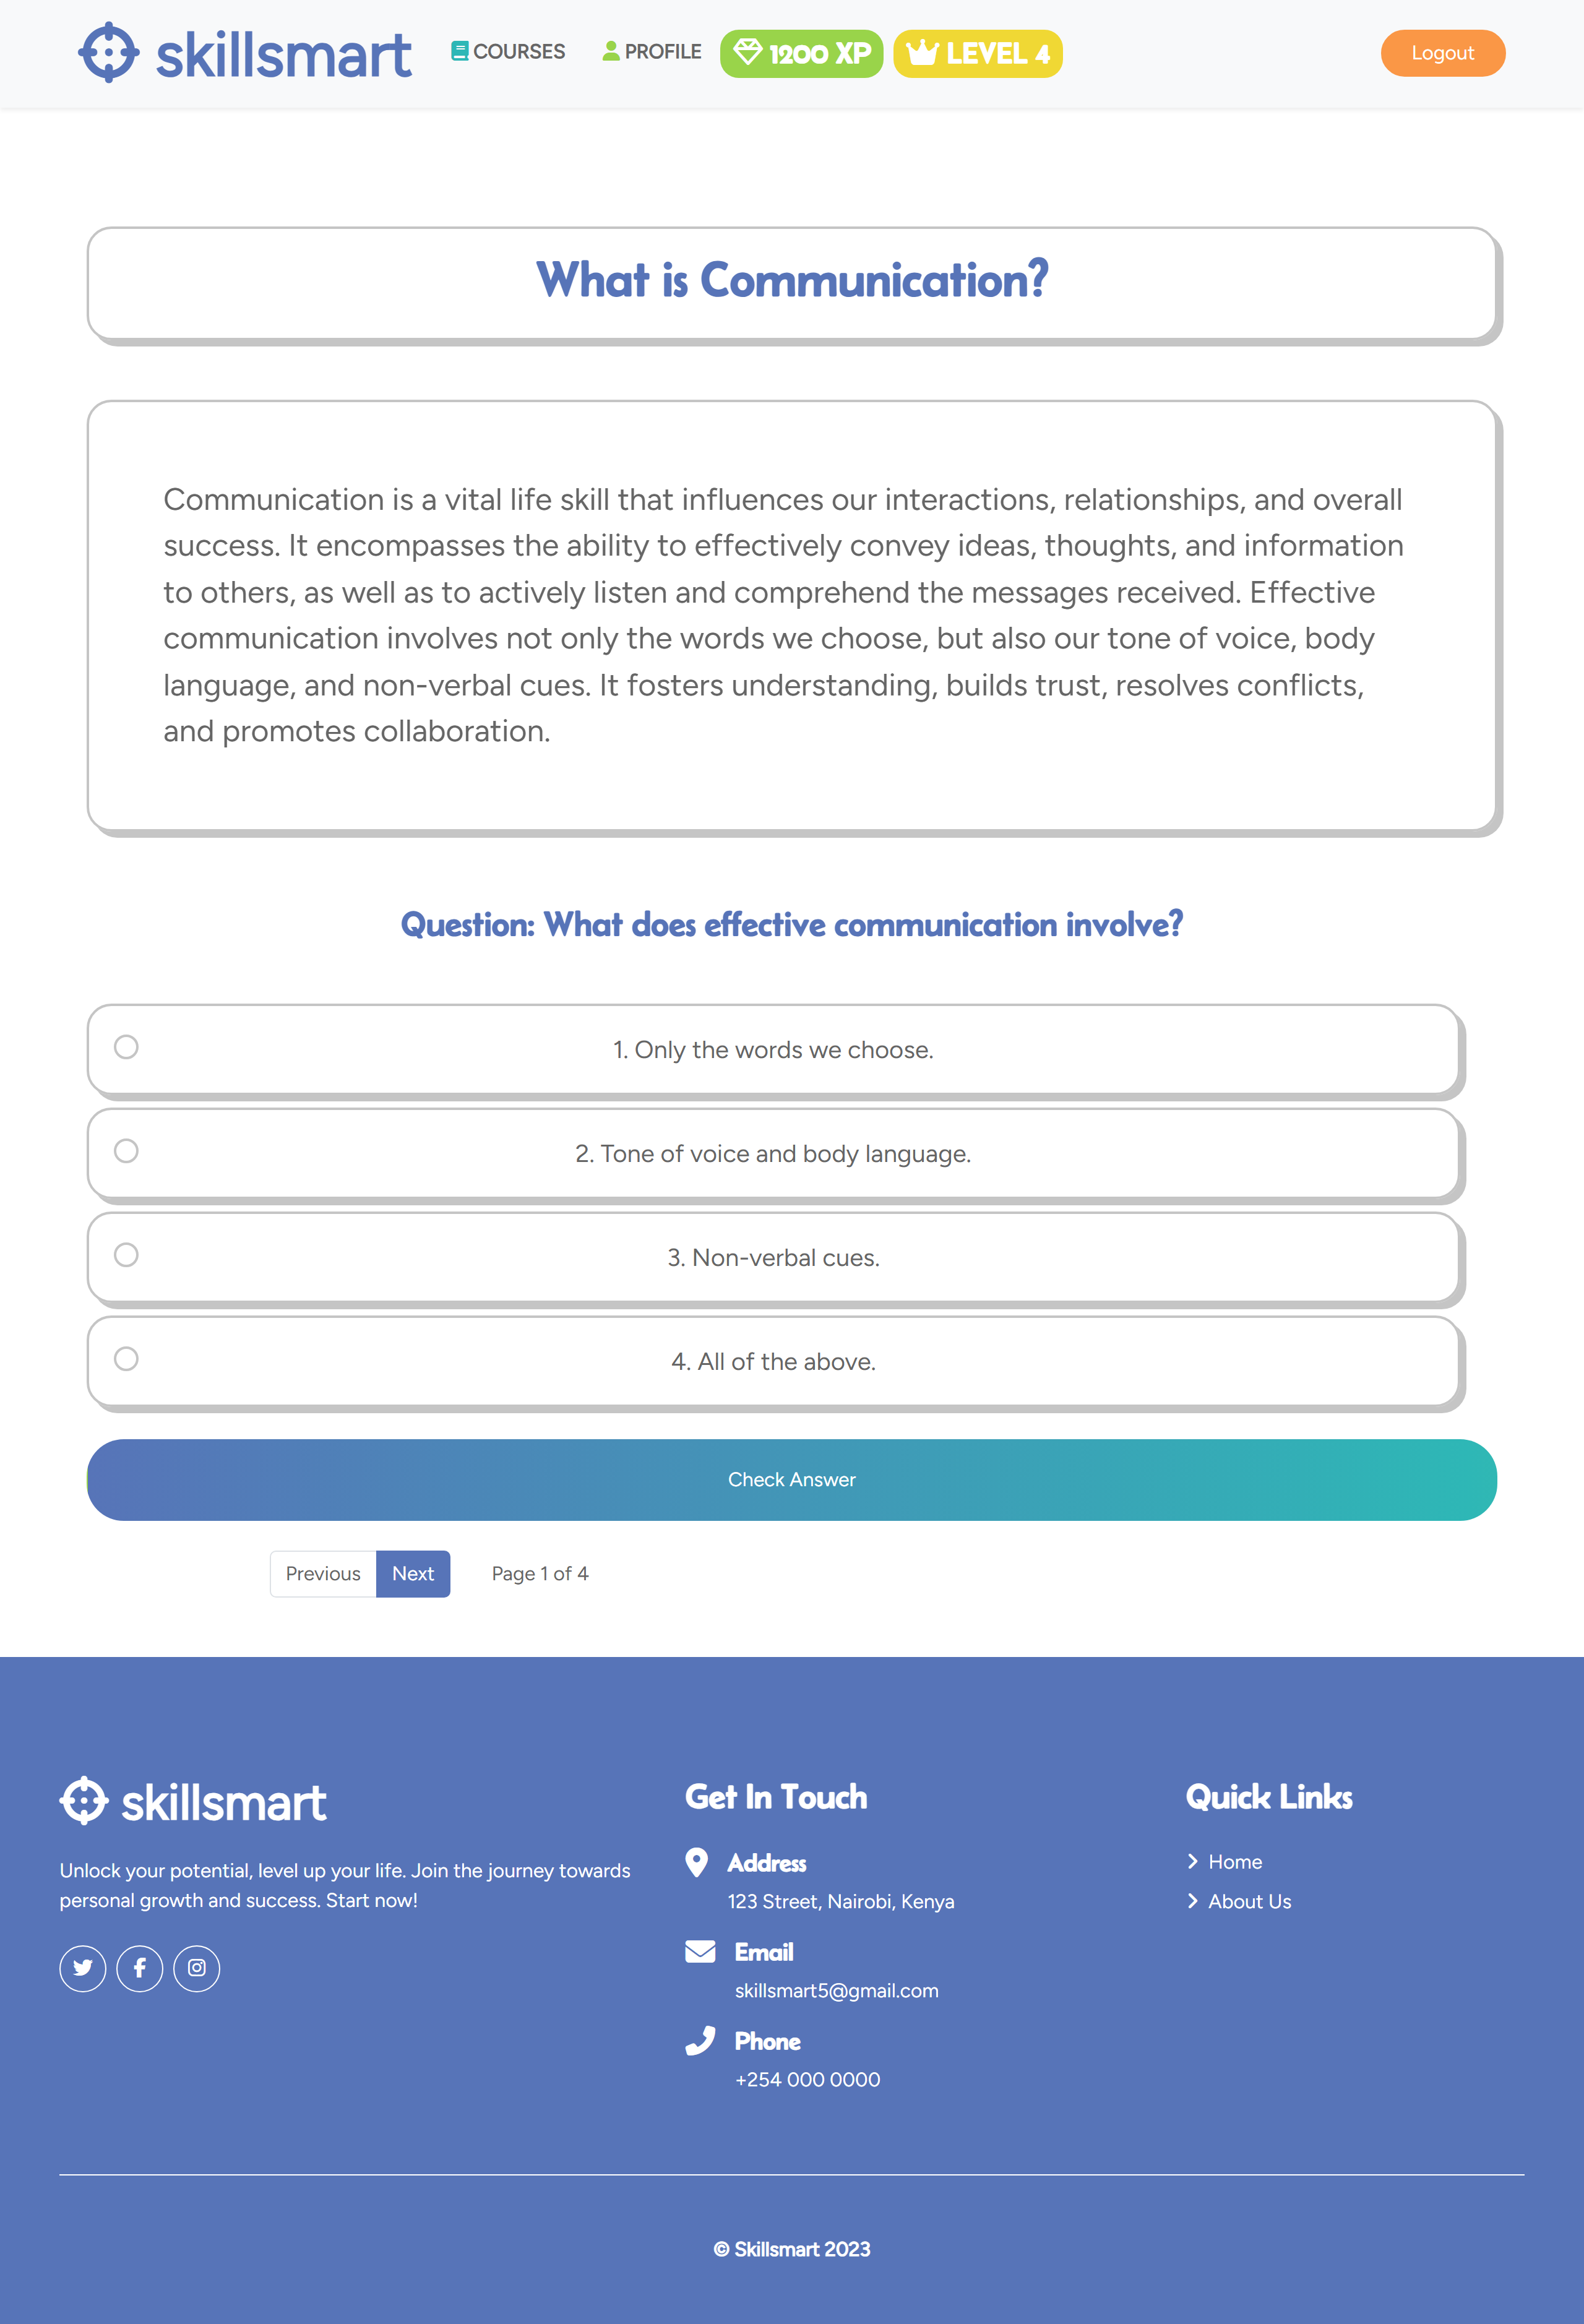 skillsmart
COURSES
PROFILE
1200 XP
LEVEL 4
Logout
What is Communication?
Communication is a vital life skill that influences our interactions, relationships, and overall
success. It encompasses the ability to effectively convey ideas, thoughts, and information
to others, as well as to actively listen and comprehend the messages received. Effective
communication involves not only the words we choose, but also our tone of voice, body
language, and non-verbal cues. It fosters understanding, builds trust, resolves conflicts,
and promotes collaboration.
Question: What does effective communication involve?
1. Only the words we choose.
2. Tone of voice and body language.
3. Non-verbal cues.
4. All of the above.
Check Answer
Previous
Next
Page 1 of 4
skillsmart
Unlock your potential, level up your life. Join the journey towards
personal growth and success. Start now!
Get In Touch
Address
123 Street, Nairobi, Kenya
Email
skillsmart5@gmail.com
Phone
+254 000 0000
Quick Links
Home
About Us
© Skillsmart 2023